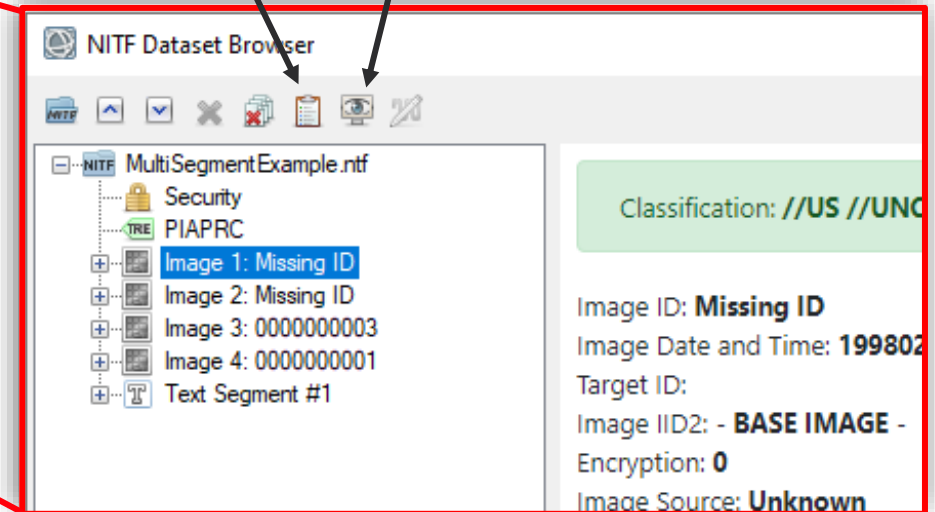 NITF Dataset Browser
NITF
NITF MultiSegmentExample.ntf
Security
TRE PIAPRC
Image 1: Missing ID
Image 2: Missing ID
Image 3: 0000000003
Image 4: 0000000001
T Text Segment #1
Classification: //US //UNC
Image ID: Missing ID
Image Date and Time: 199802
Target ID:
Image IID2: - BASE IMAGE -
Encryption: 0
Image Source: Unknown